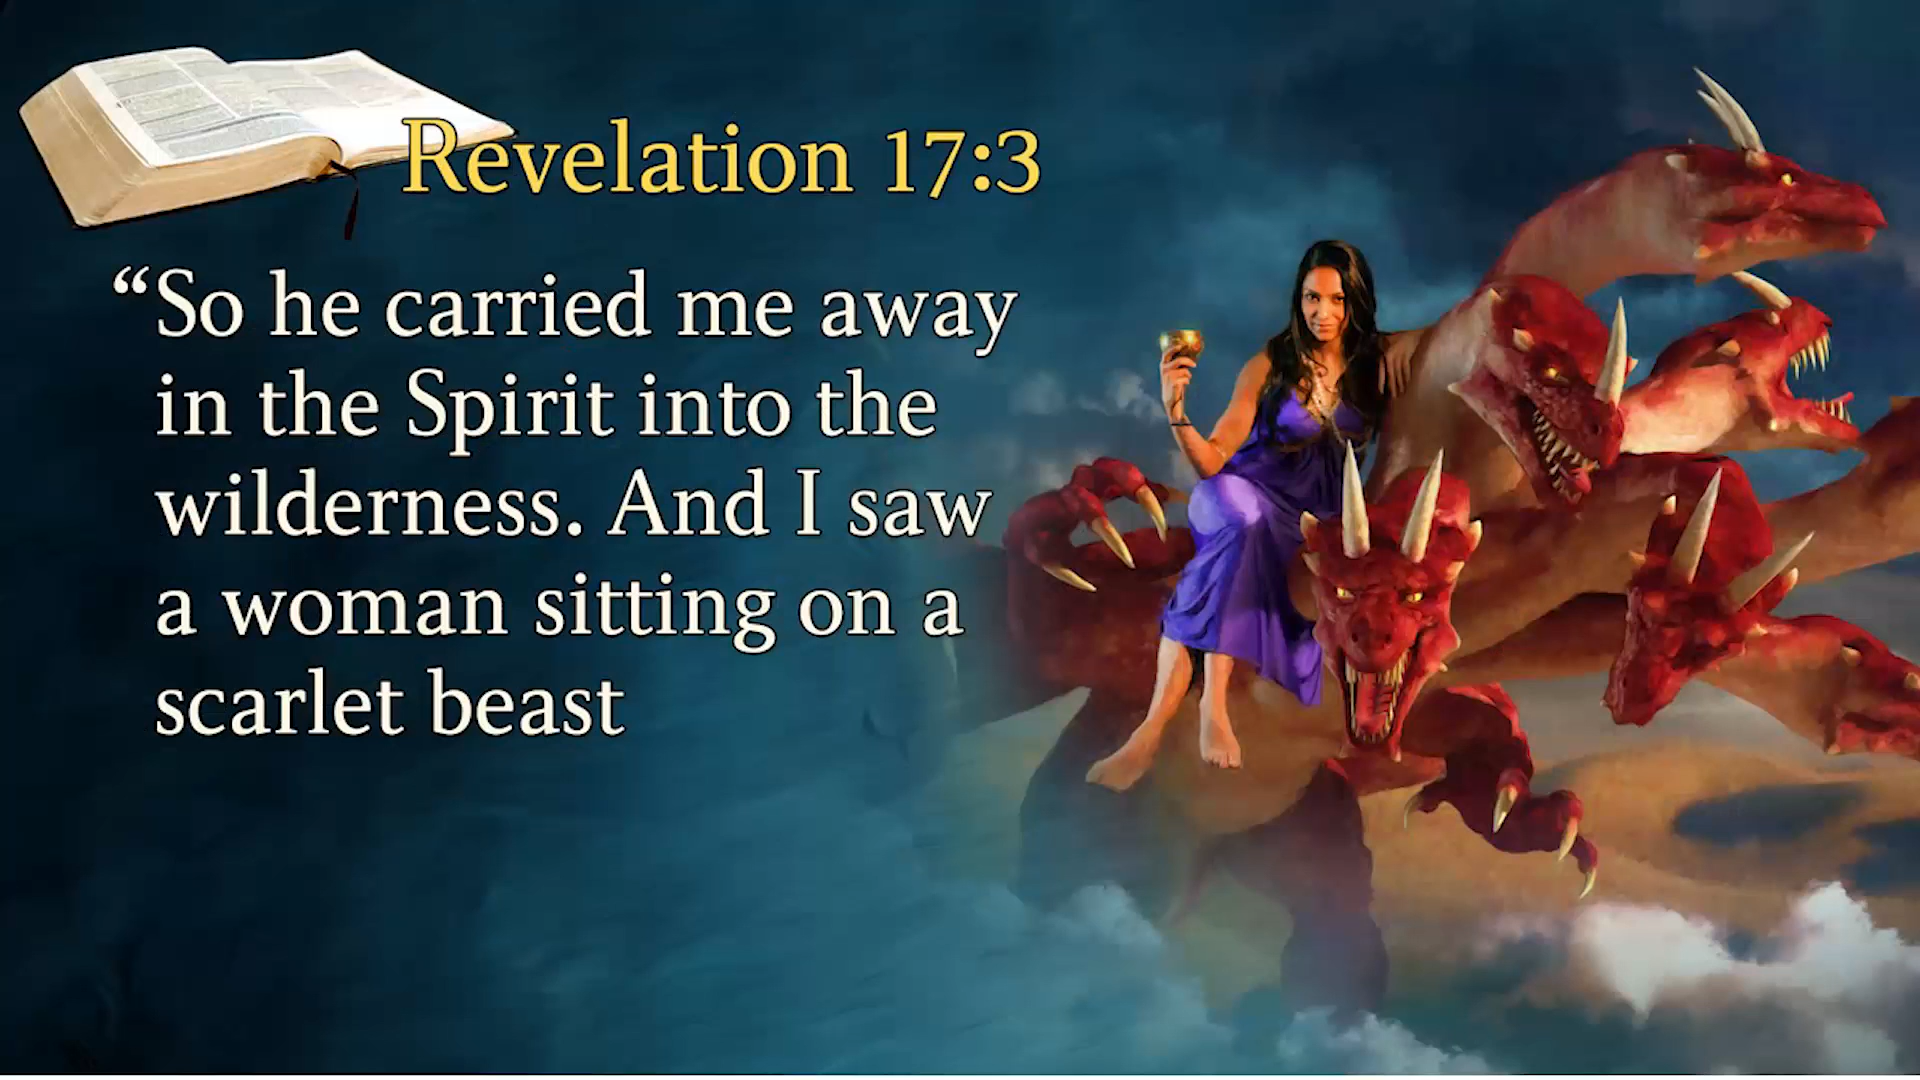 Revelation 17:3
“So he carried me away
in the Spirit into the
wilderness. And I saw
a woman sitting on a
scarlet beast